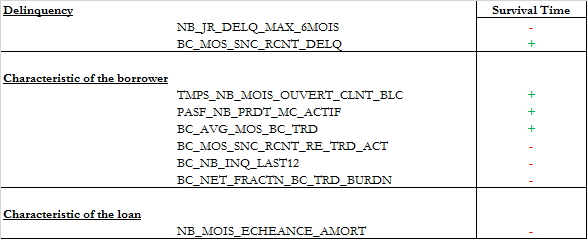 Delinquency Survival Time
NB_JR_DELQ_MAX_6MOIS -
BC_MOS_SNC_RCNT_DELQ +
Characteristic of the borrower
TMPS_NB_MOIS_OUVERT_CLNT_BLC +
PASF_NB_PRDT_MC_ACTIF +
BC_AVG_MOS_BC_TRD +
BC_MOS_SNC_RCNT_RE_TRD_ACT -
BC_NB_INQ_LAST12 -
BC_NET_FRACTN_BC_TRD_BURDN -
Characteristic of the loan
NB_MOIS_ECHEANCE_AMORT -